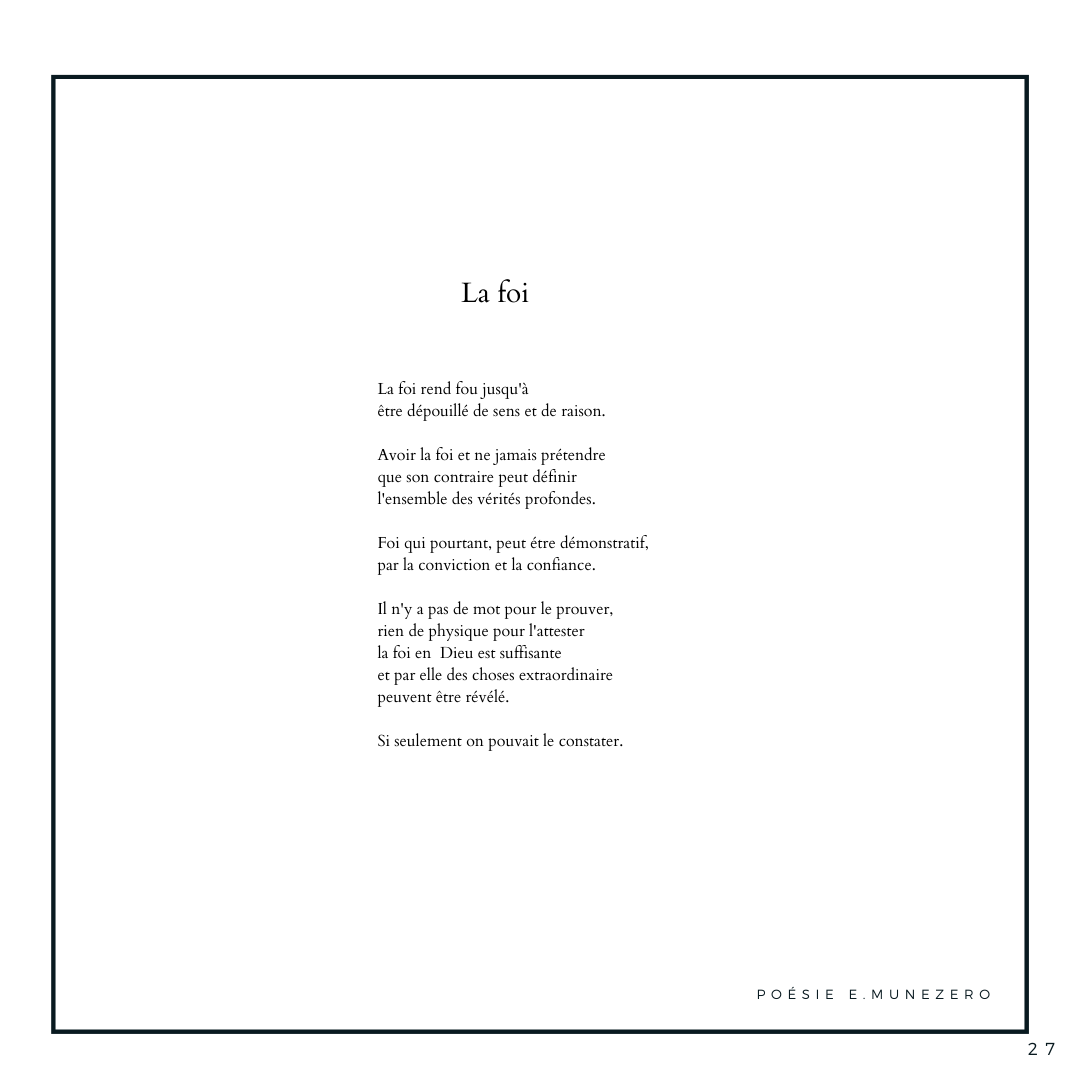 La foi
La foi rend fou jusqu'à
être dépouillé de sens et de raison.
Avoir la foi et ne jamais prétendre
que son contraire peut définir
l'ensemble des vérités profondes.
Foi qui pourtant, peut étre démonstratif,
par la conviction et la confiance.
Il n'y a pas de mot pour le prouver,
rien de physique pour l'attester
la foi en  Dieu est suffisante
et par elle des choses extraordinaire
peuvent être révélé.
Si seulement on pouvait le constater.
POÉSIE E.MUNEZERO
27